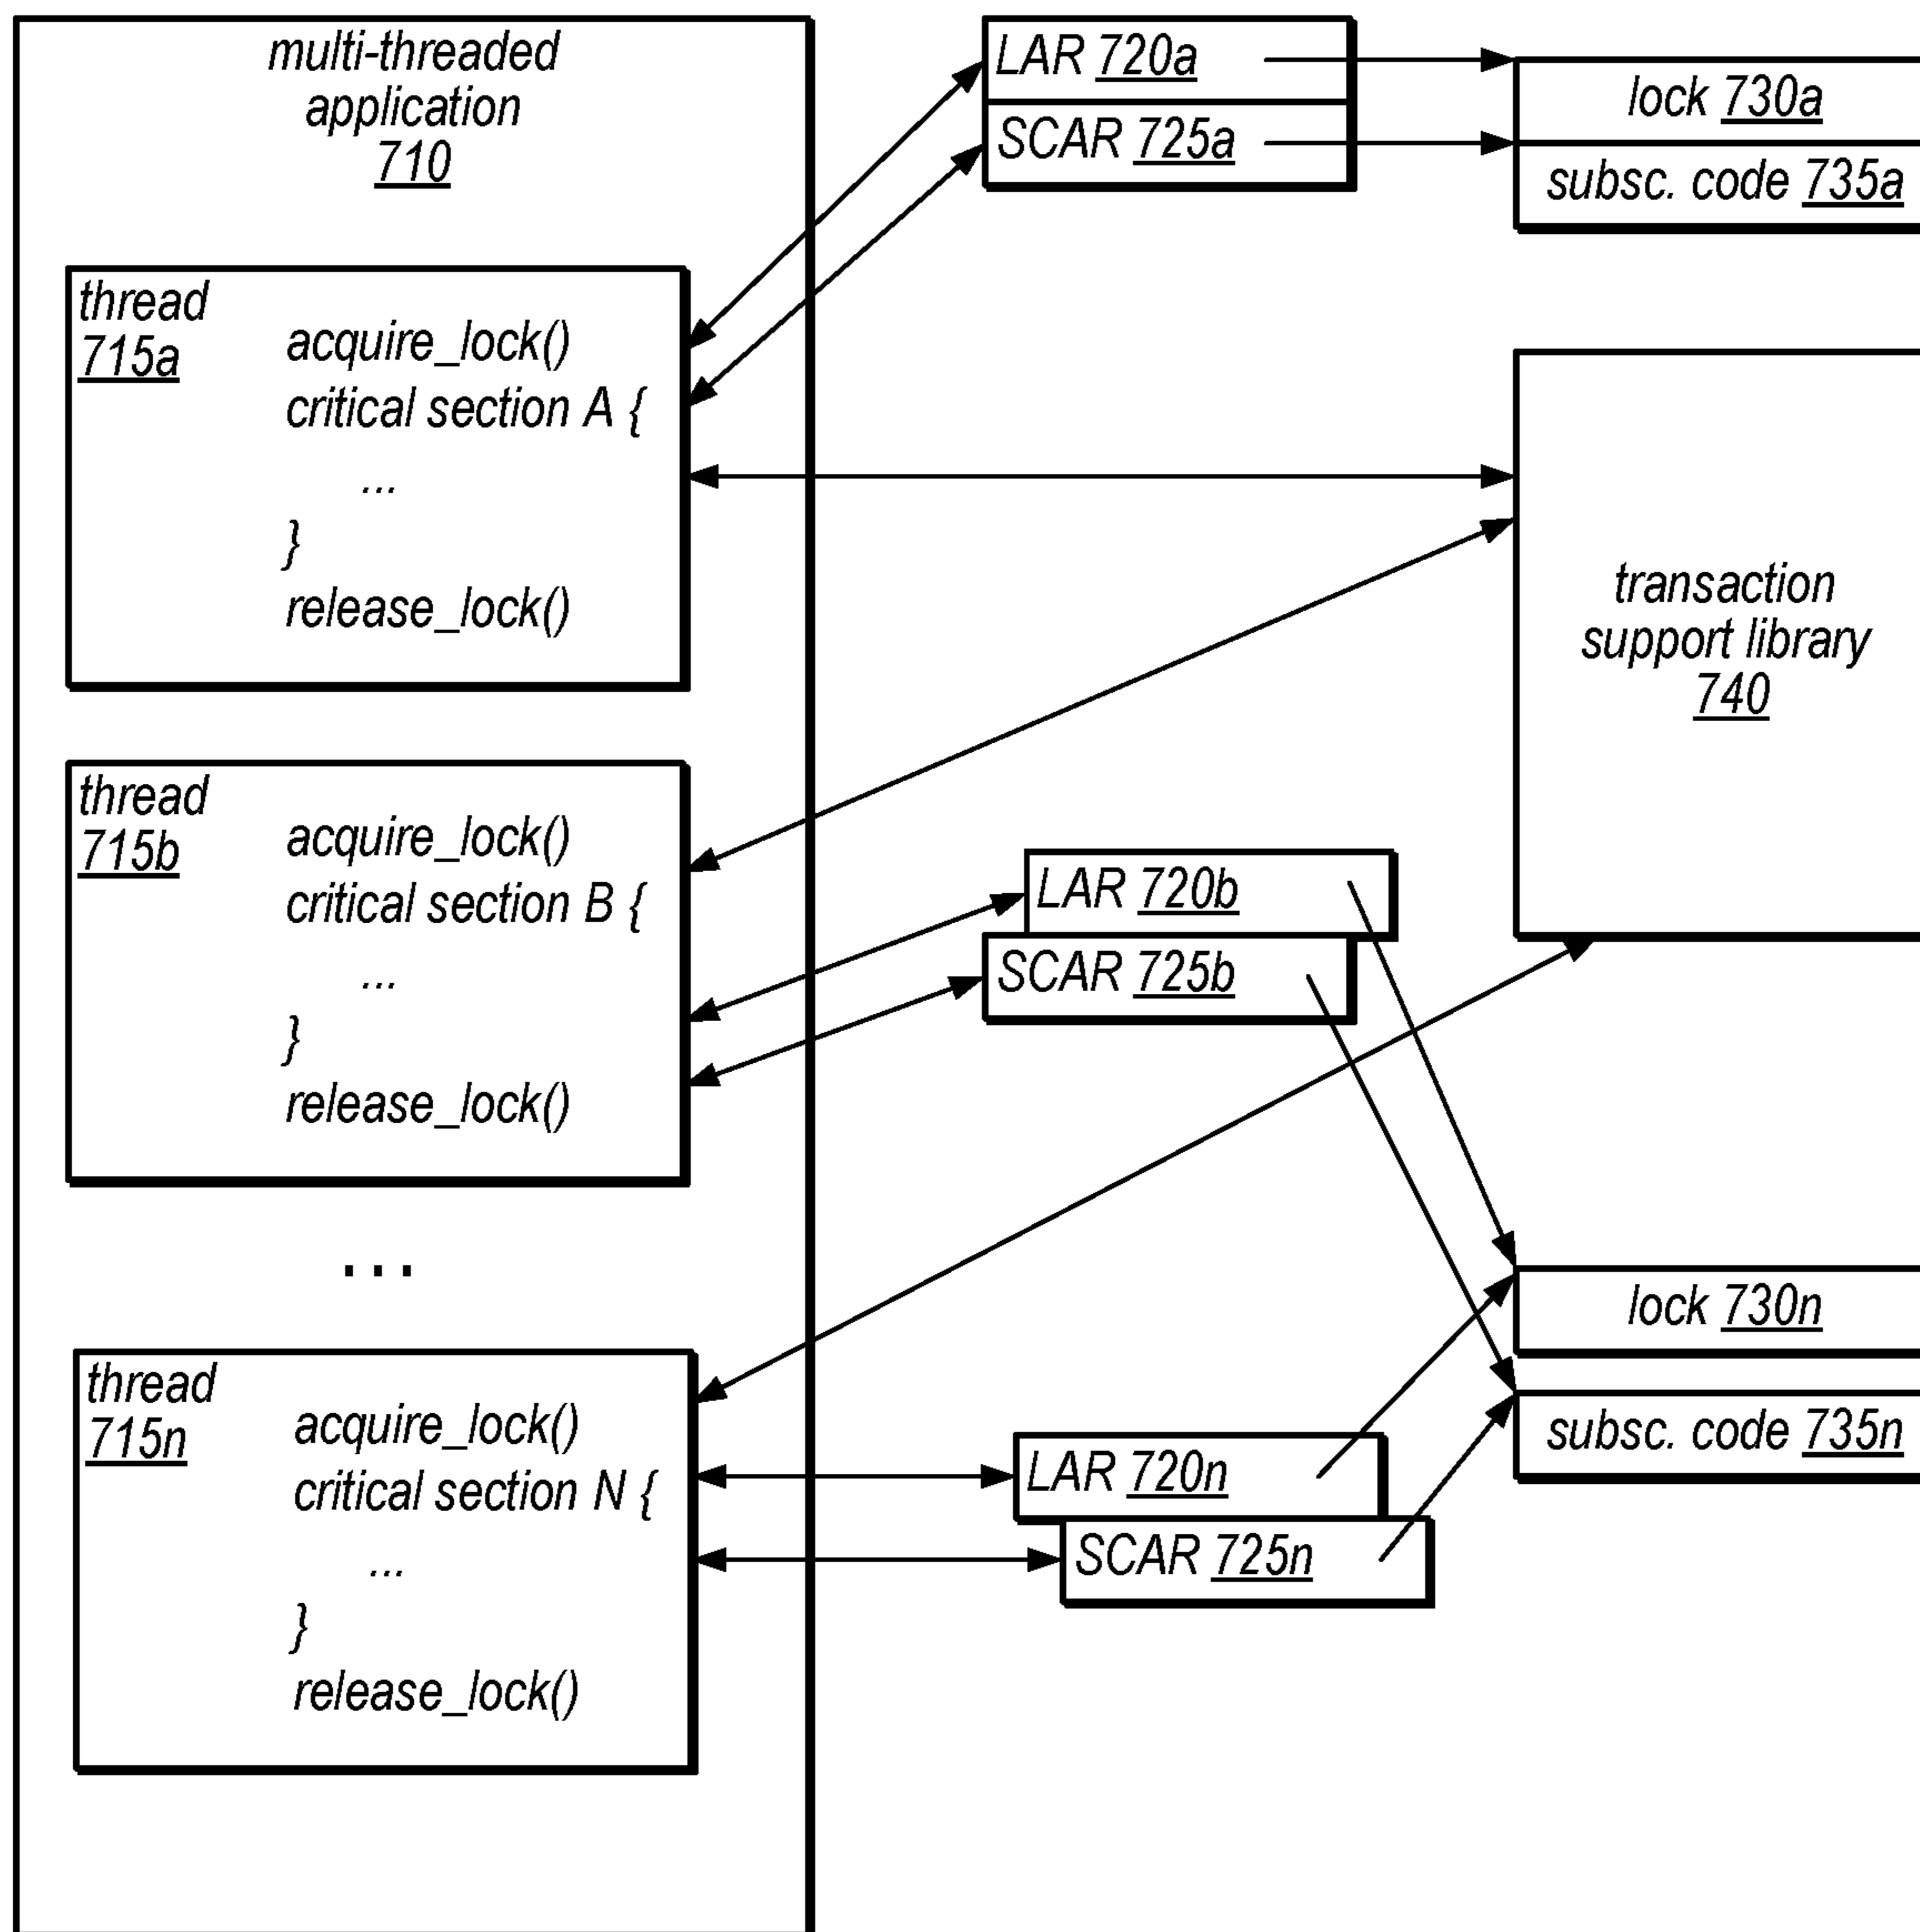 multi-threaded
application
710
thread
715a
acquire_lock()
critical section A {
...
}
release_lock()
thread
715b
acquire_lock()
critical section B {
...
}
release_lock()
...
thread
715n
acquire_lock()
critical section N {
...
}
release_lock()
LAR 720a
SCAR 725a
lock 730a
subsc. code 735a
transaction
support library
740
LAR 720b
SCAR 725b
lock 730n
subsc. code 735n
LAR 720n
SCAR 725n